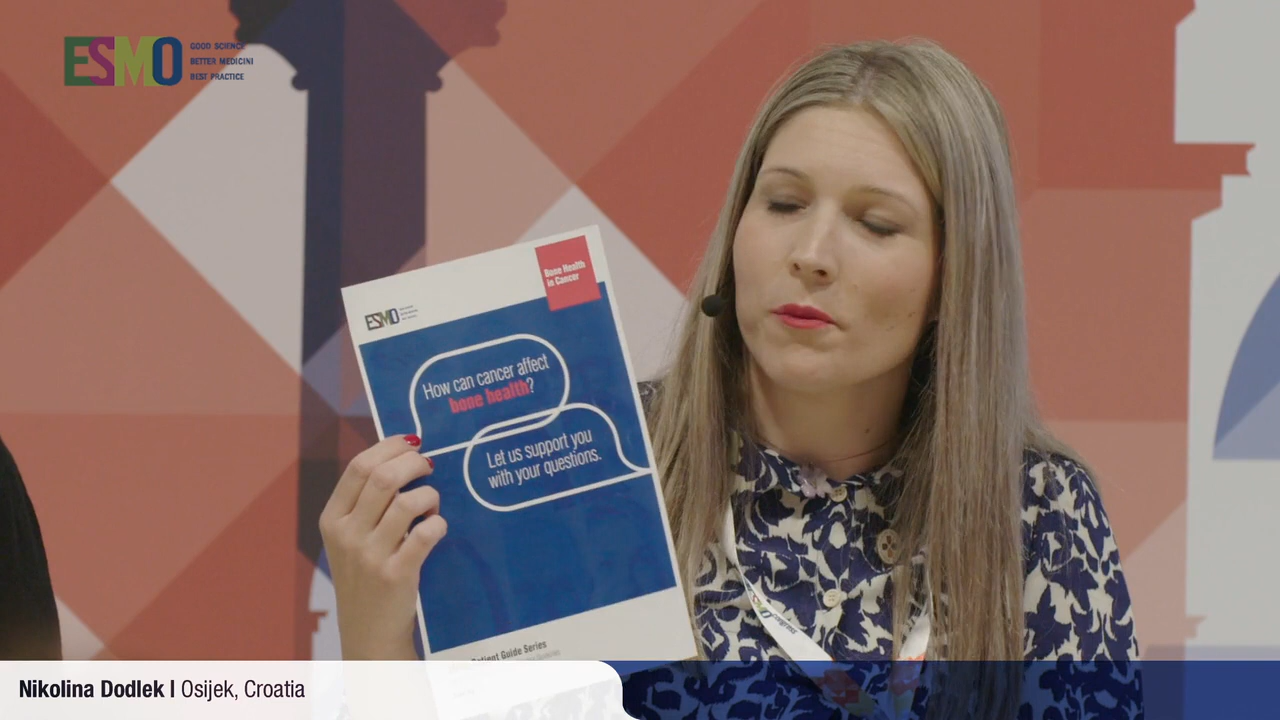 ESMO
GOOD SCIENCE
BETTER MEDICINE
BEST PRACTICE
Bone Health
in Cancer
ESMO
How can cancer affect
bone health?
Let us support you
with your questions.
Patient Guide Series
Nikolina Dodlek | Osijek, Croatia